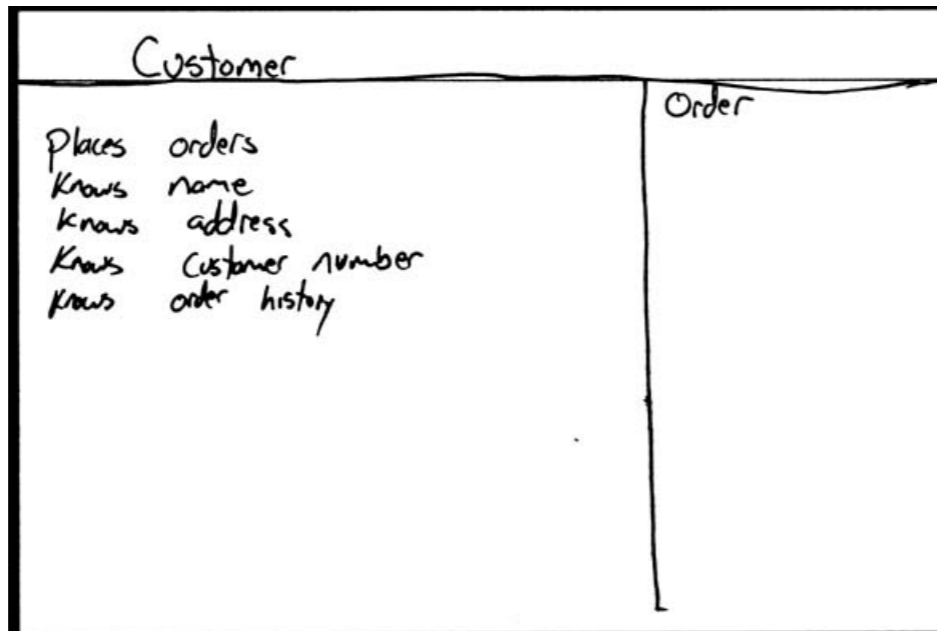 Customer
Order
Places orders
Knows name
Knows address
Knows customer number
Knows order history